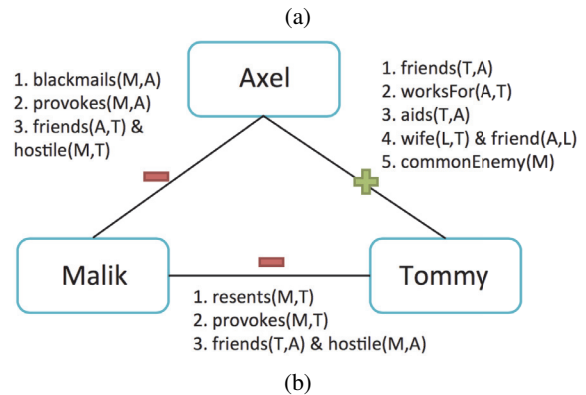 (a)
1. blackmails(M,A)
2. provokes(M,A)
3. friends(A,T) &
hostile(M,T)
Axel
1. friends(T,A)
2. worksFor(A,T)
3. aids(T,A)
4. wife(L,T) & friend(A,L)
5. commonEnemy(M)
Malik
Tommy
1. resents(M,T)
2. provokes(M,T)
3. friends(T,A) & hostile(M,A)
(b)